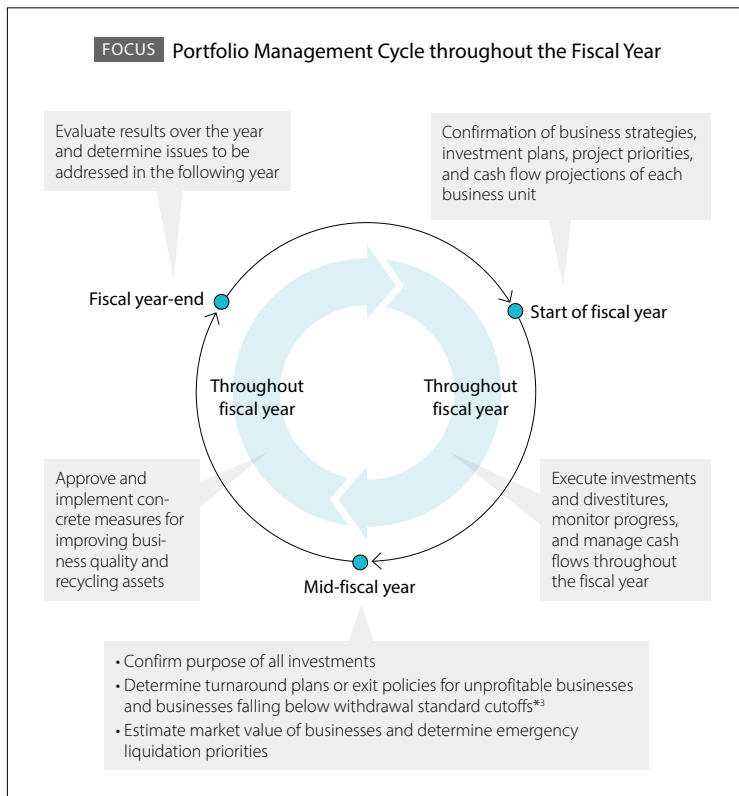 FOCUS Portfolio Management Cycle throughout the Fiscal Year
Evaluate results over the year
and determine issues to be
addressed in the following year
Confirmation of business strategies,
investment plans, project priorities,
and cash flow projections of each
business unit
Fiscal year-end
Start of fiscal year
Throughout
fiscal year
Throughout
fiscal year
Approve and
implement con-
crete measures for
improving busi-
ness quality and
recycling assets
Execute investments
and divestitures,
monitor progress,
and manage cash
flows throughout
the fiscal year
Mid-fiscal year
• Confirm purpose of all investments
• Determine turnaround plans or exit policies for unprofitable businesses
and businesses falling below withdrawal standard cutoffs*3
• Estimate market value of businesses and determine emergency
liquidation priorities